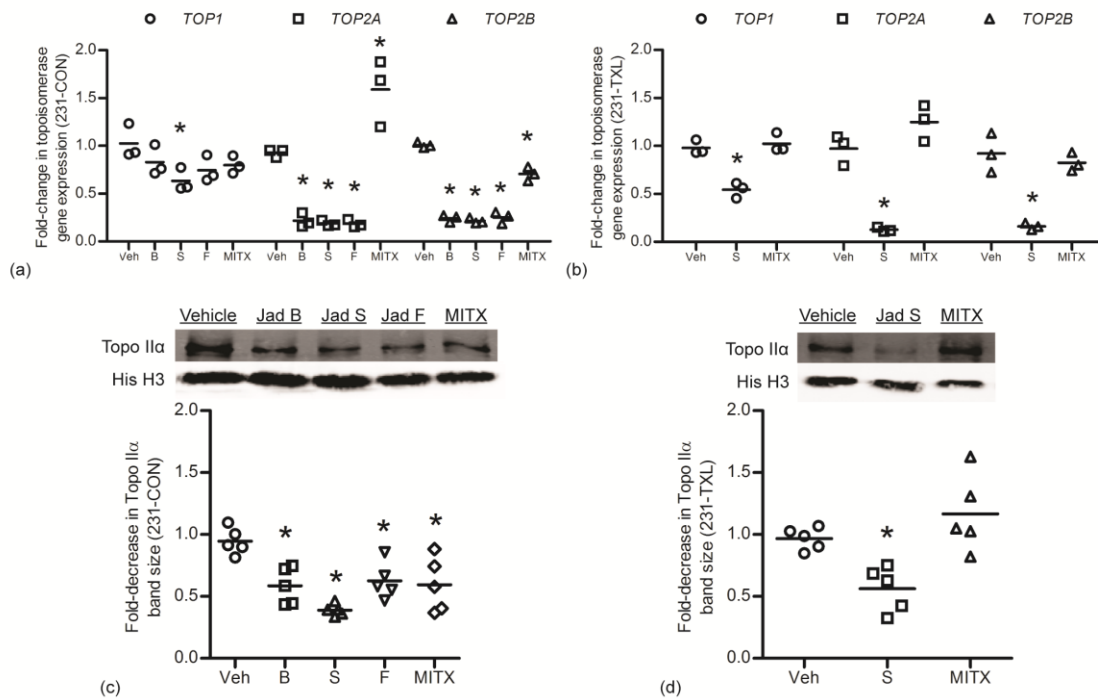 TOP1 TOP2A TOP2B
Fold-change in topoisomerase
gene expression (231-CON)
2.0
1.5
1.0
0.5
0.0
* * * * * * * * *
Veh B S F MITX Veh B S F MITX Veh B S F MITX
(a)
TOP1 TOP2A TOP2B
Fold-change in topoisomerase
gene expression (231-TXL)
2.0
1.5
1.0
0.5
0.0
* * *
Veh S MITX Veh S MITX Veh S MITX
(b)
Vehicle Jad B Jad S Jad F MITX
Topo IIα
His H3
Fold-decrease in Topo IIα
band size (231-CON)
2.0
1.5
1.0
0.5
0.0
* * * *
Veh B S F MITX
(c)
Vehicle Jad S MITX
Topo IIα
His H3
Fold-decrease in Topo IIα
band size (231-TXL)
2.0
1.5
1.0
0.5
0.0
*
Veh S MITX
(d)